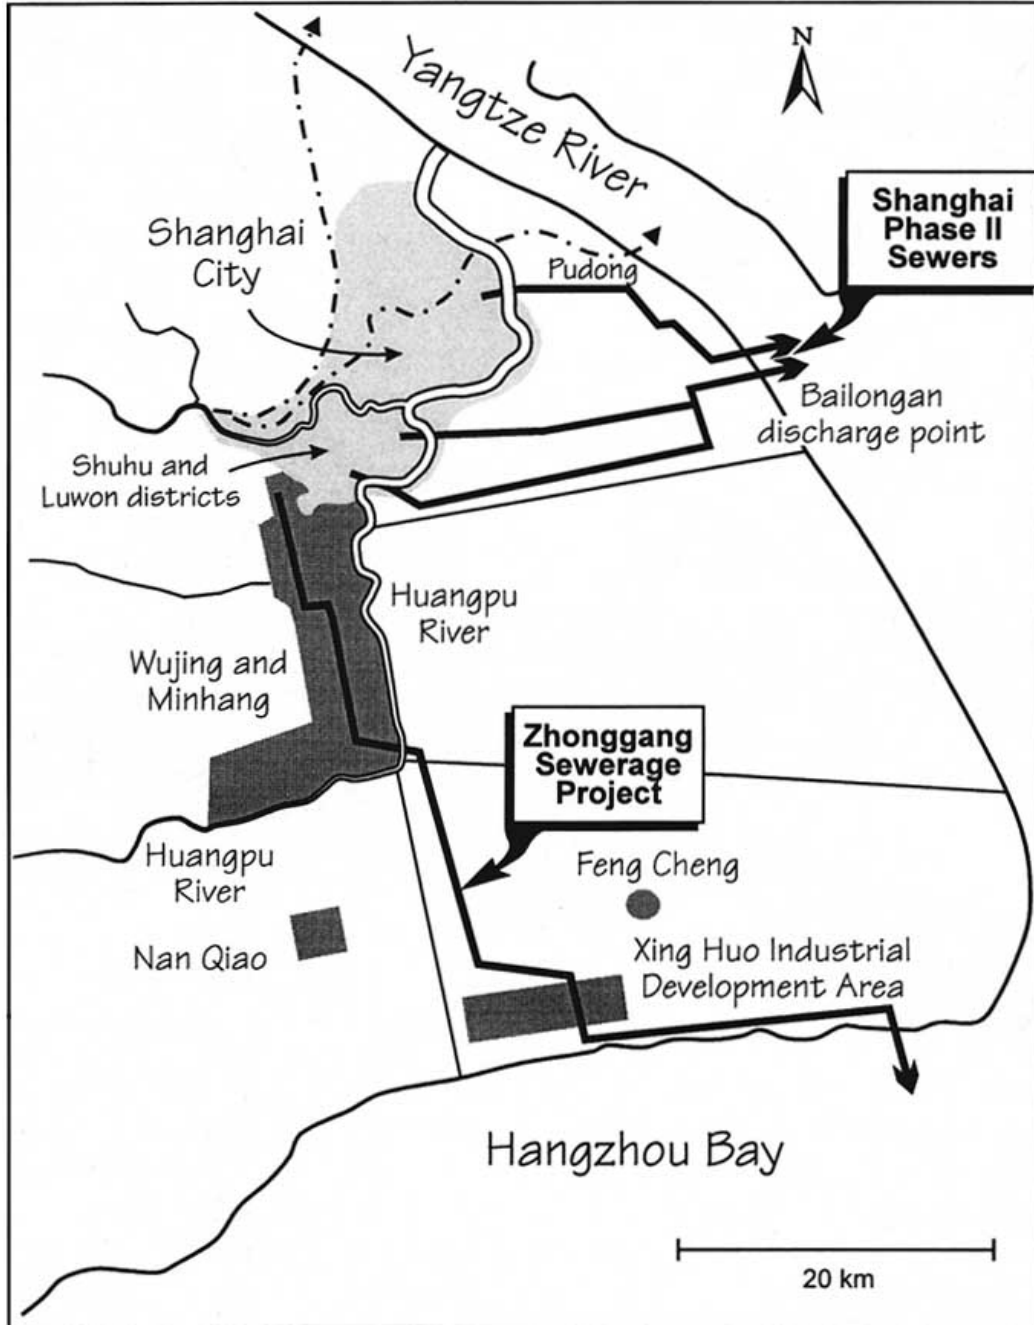 N
Yangtze River
Shanghai
Phase II
Sewers
Shanghai
City
Pudong
Bailongan
discharge point
Shuhu and
Luwon districts
Huangpu
River
Wujing and
Minhang
Zhonggang
Sewerage
Project
Huangpu
River
Feng Cheng
Nan Qiao
Xing Huo Industrial
Development Area
Hangzhou Bay
20 km